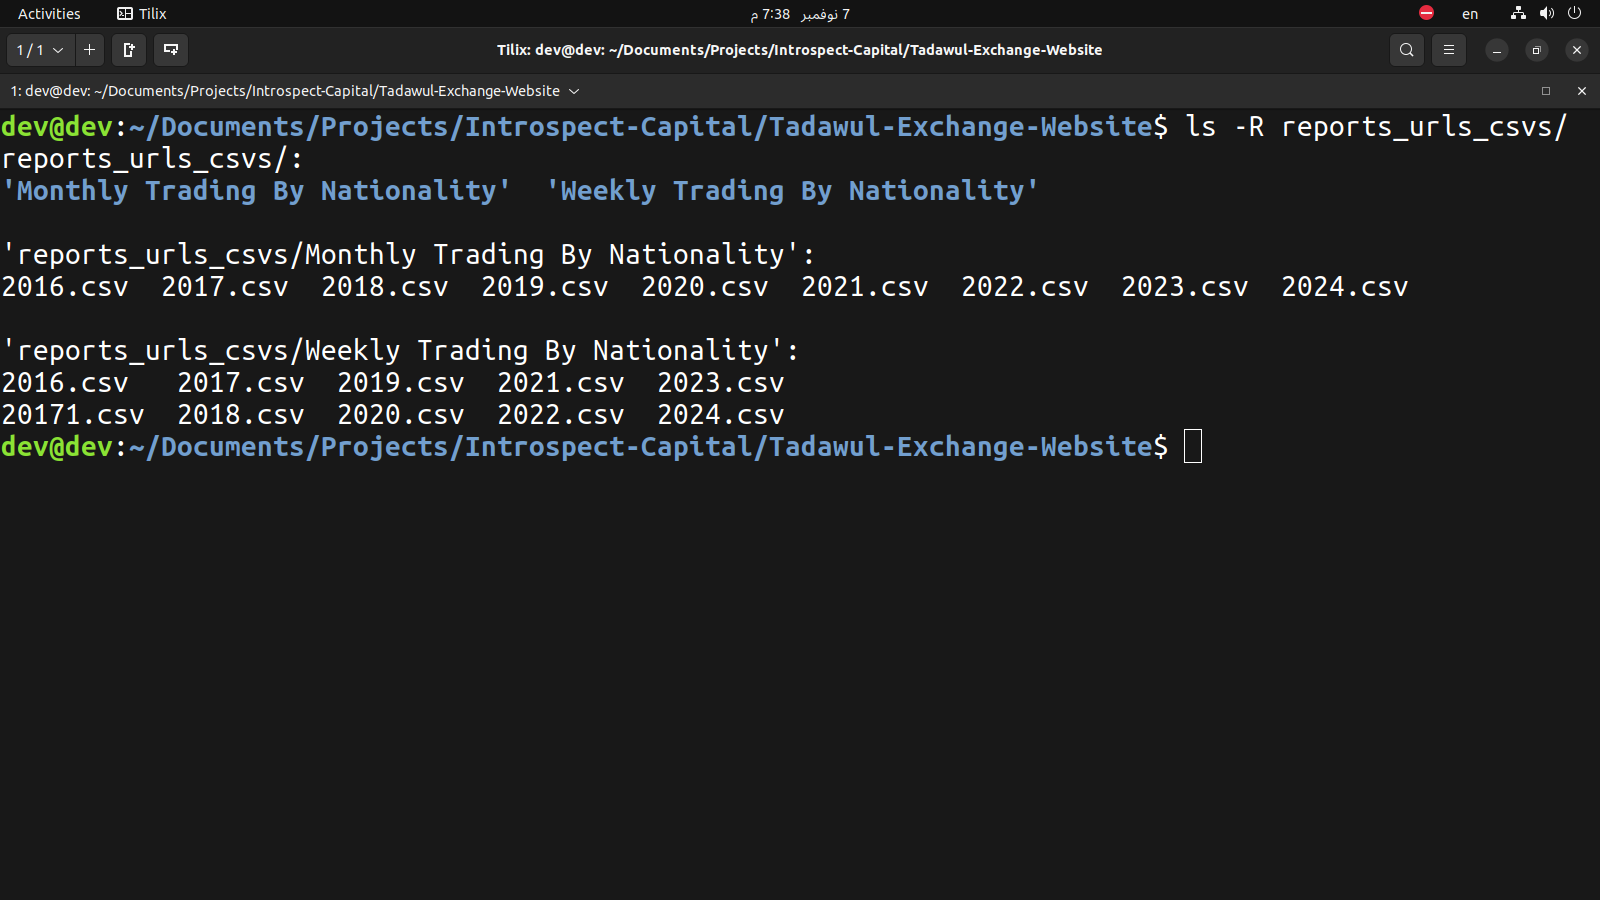 Activities Tilix 7 نوفمبر 7:38 م en
1 / 1 Tilix: dev@dev: ~/Documents/Projects/Introspect-Capital/Tadawul-Exchange-Website
1: dev@dev: ~/Documents/Projects/Introspect-Capital/Tadawul-Exchange-Website
dev@dev:~/Documents/Projects/Introspect-Capital/Tadawul-Exchange-Website$ ls -R reports_urls_csvs/
reports_urls_csvs/:
'Monthly Trading By Nationality'  'Weekly Trading By Nationality'
'reports_urls_csvs/Monthly Trading By Nationality':
2016.csv  2017.csv  2018.csv  2019.csv  2020.csv  2021.csv  2022.csv  2023.csv  2024.csv
'reports_urls_csvs/Weekly Trading By Nationality':
2016.csv   2017.csv  2019.csv  2021.csv  2023.csv
20171.csv  2018.csv  2020.csv  2022.csv  2024.csv
dev@dev:~/Documents/Projects/Introspect-Capital/Tadawul-Exchange-Website$